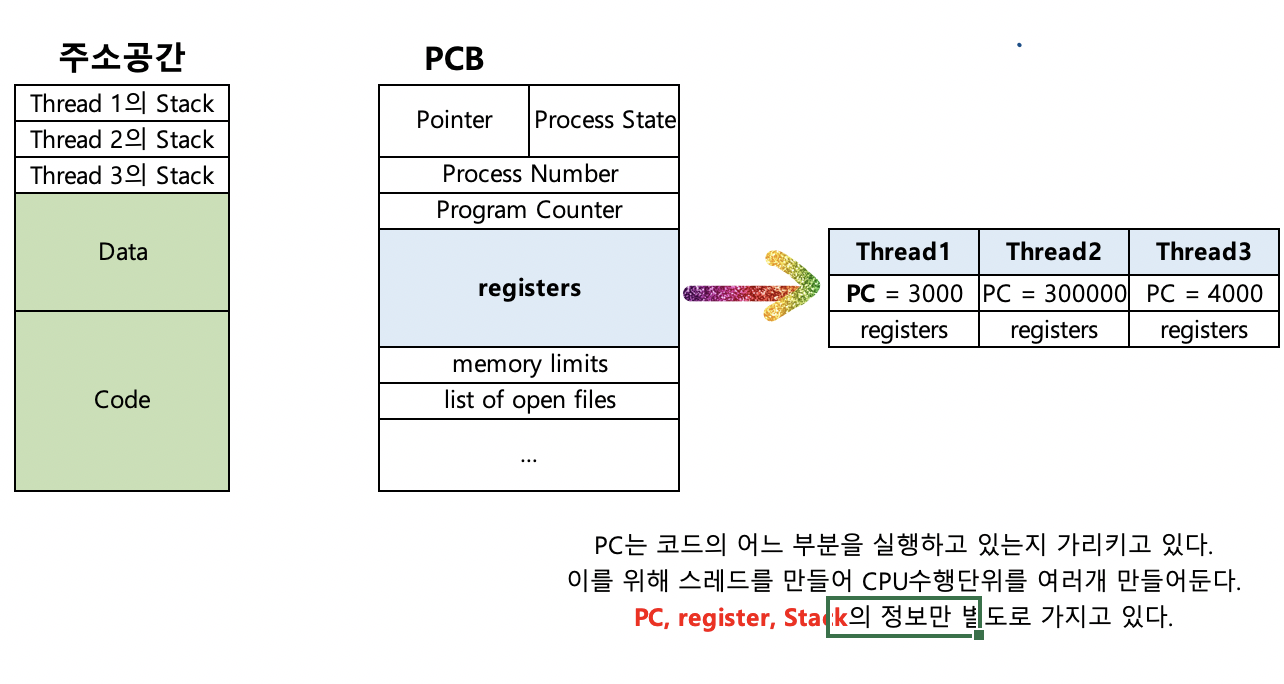 주소공간
Thread 1의 Stack
Thread 2의 Stack
Thread 3의 Stack
Data
Code
PCB
Pointer
Process State
Process Number
Program Counter
registers
memory limits
list of open files
...
Thread1 Thread2 Thread3
PC = 3000 PC = 300000 PC = 4000
registers registers registers
PC는 코드의 어느 부분을 실행하고 있는지 가리키고 있다.
이를 위해 스레드를 만들어 CPU수행단위를 여러개 만들어둔다.
PC, register, Stack의 정보만 별도로 가지고 있다.